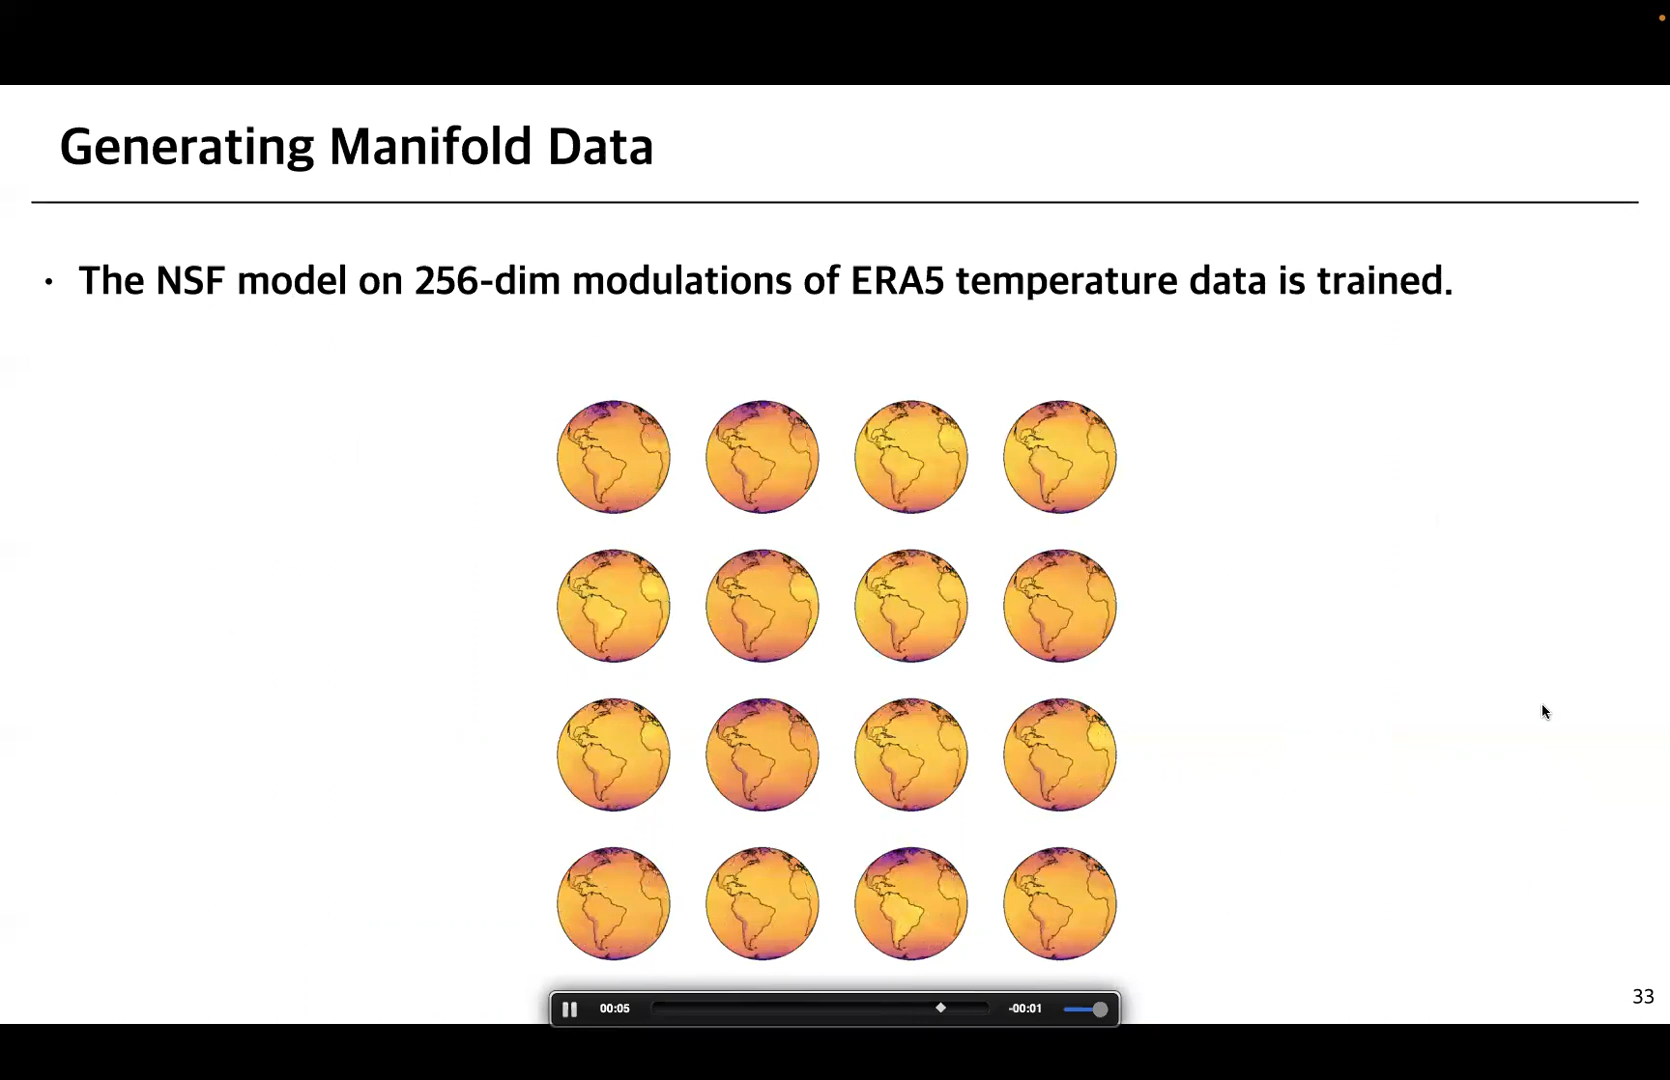 Generating Manifold Data
• The NSF model on 256-dim modulations of ERA5 temperature data is trained.
00:05
-00:01
33